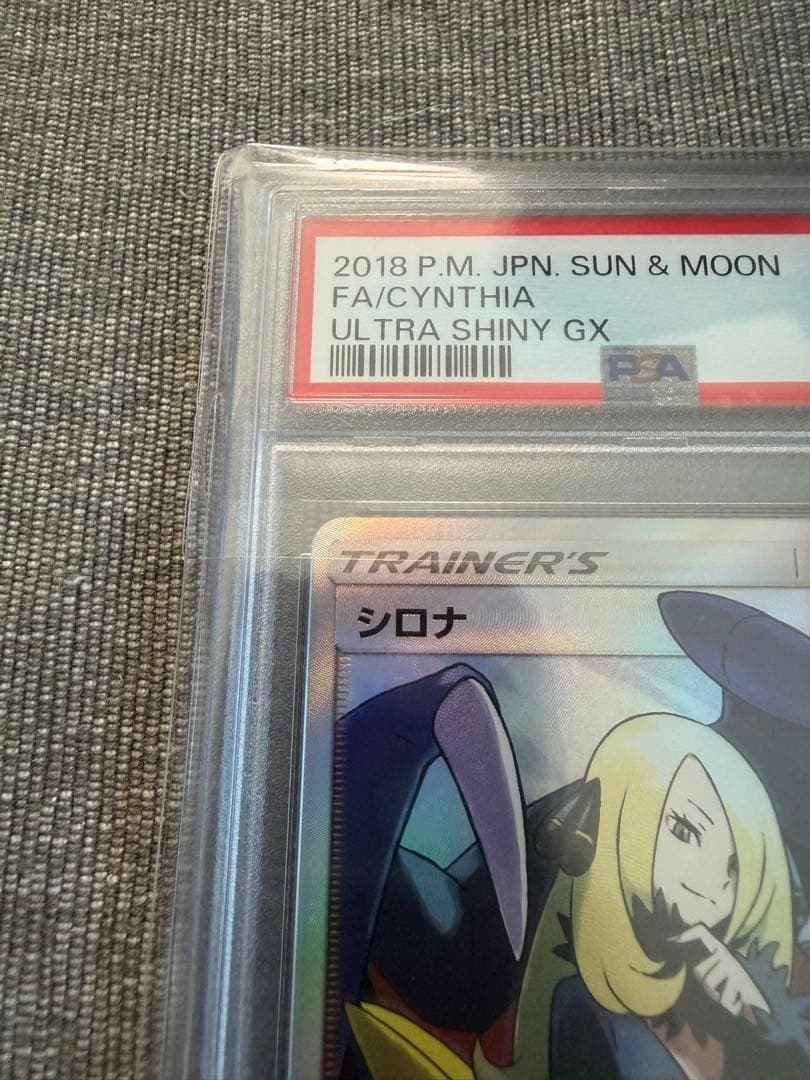 2018 P.M. JPN. SUN & MOON
FA/CYNTHIA
ULTRA SHINY GX
PSA
TRAINER'S
シロナ